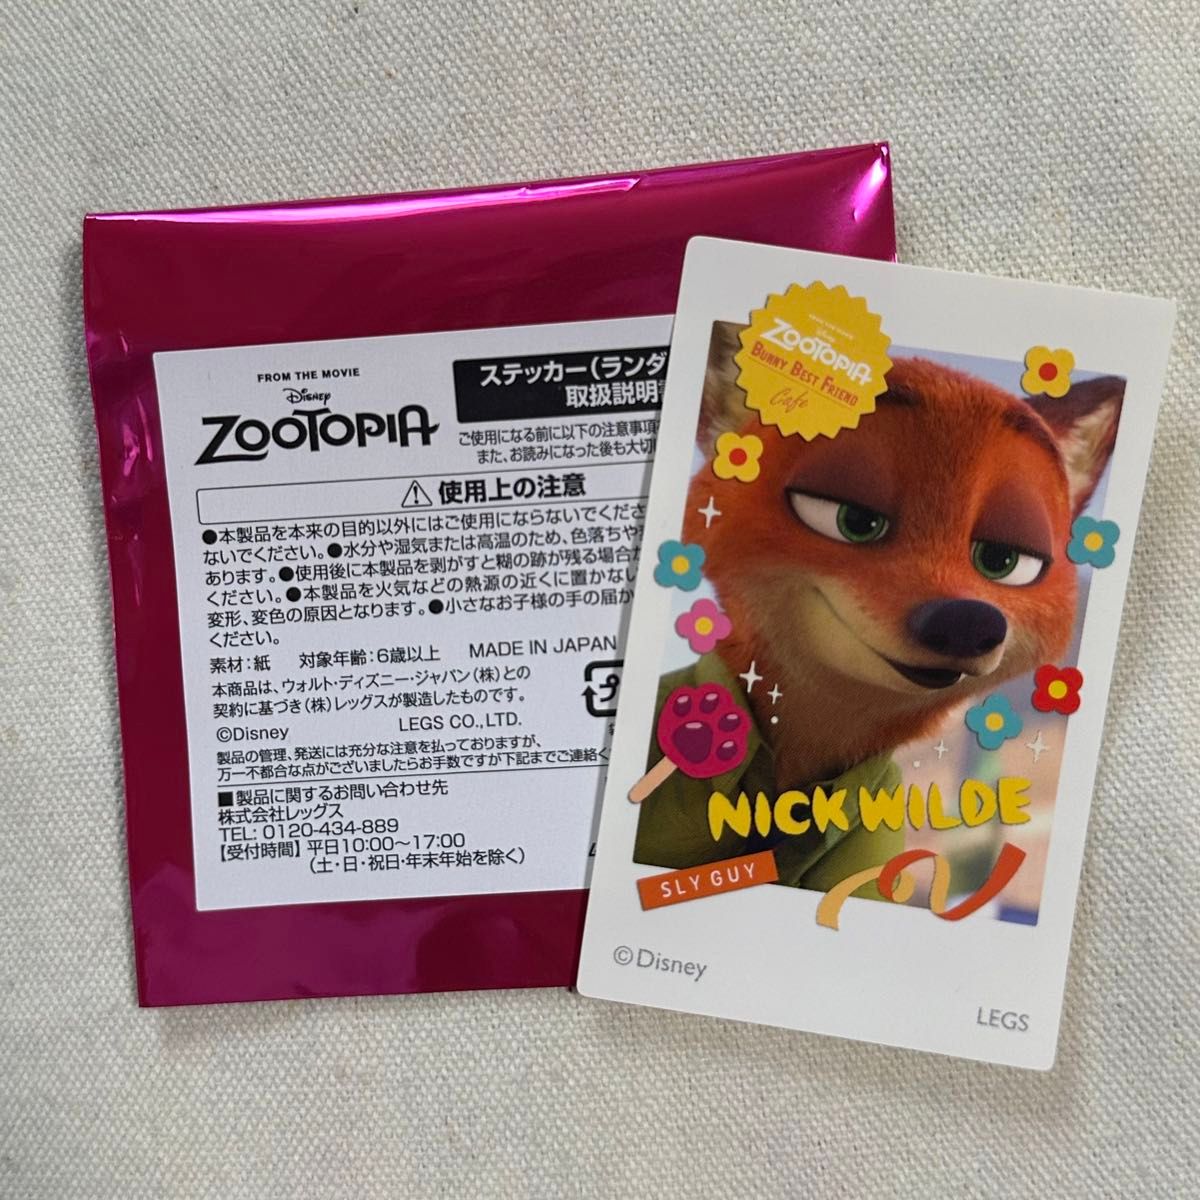 FROM THE MOVIE
Disney
ZOOTOPIA
ステッカー(ランダ
取扱説明
ご使用になる前に以下の注意事項
また、お読みになった後も大切
使用上の注意
●本製品を本来の目的以外にはご使用にならないでくださ
ないでください。●水分や湿気または高温のため、色落ちや
あります。●使用後に本製品を剥がすと糊の跡が残る場合が
ください。●本製品を火気などの熱源の近くに置かない
変形、変色の原因となります。●小さなお子様の手の届か
ください。
素材:紙 対象年齢:6歳以上 MADE IN JAPAN
本商品は、ウォルト・ディズニー・ジャパン(株)との
契約に基づき(株)レッグスが製造したものです。
©Disney LEGS CO.,LTD.
プ
製品の管理、発送には充分な注意を払っておりますが、
万一不都合な点がございましたらお手数ですが下記までご連絡く
■製品に関するお問い合わせ先
株式会社レッグス
TEL: 0120-434-889
【受付時間】平日10:00〜17:00
(土・日・祝日・年末年始を除く)
ZOOTOPIA
BUNNY BEST FRIEND
Cafe
NICK WILDE
SLY GUY
©Disney
LEGS